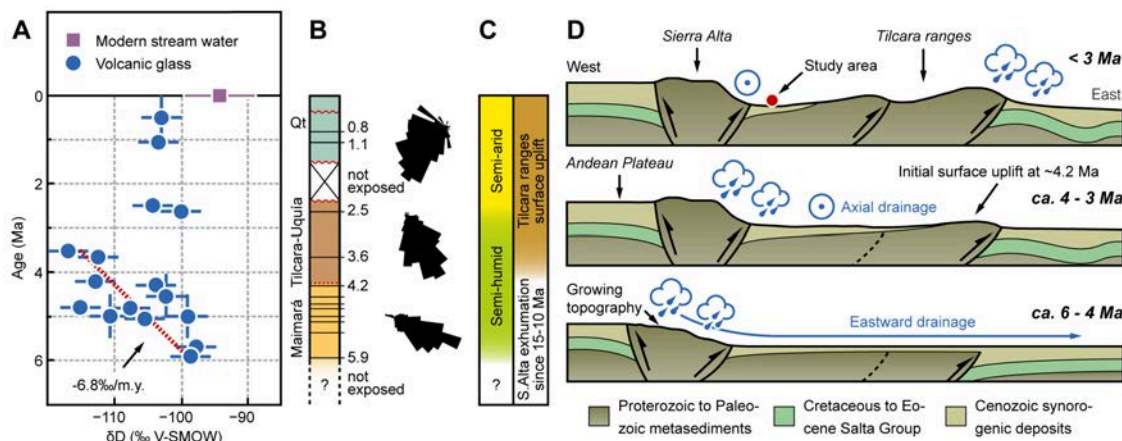 A
Modern stream water
Volcanic glass
0
2
4
6
Age (Ma)
-6.8‰/m.y.
−110 −100 −90
δD (‰ V-SMOW)
B
Qt
Tilcara-Uquía
Maimará
0.8
1.1
not
exposed
2.5
3.6
4.2
5.9
not
exposed
?
C
Semi-arid
Semi-humid
?
Tilcara ranges
surface uplift
S.Alta exhumation
since 15-10 Ma
D
Sierra Alta
Tilcara ranges
< 3 Ma
West
Study area
East
Andean Plateau
Initial surface uplift at ~4.2 Ma
ca. 4 - 3 Ma
Axial drainage
Growing
topography
ca. 6 - 4 Ma
Eastward drainage
Proterozoic to Paleo-
zoic metasediments
Cretaceous to Eo-
cene Salta Group
Cenozoic synoro-
genic deposits